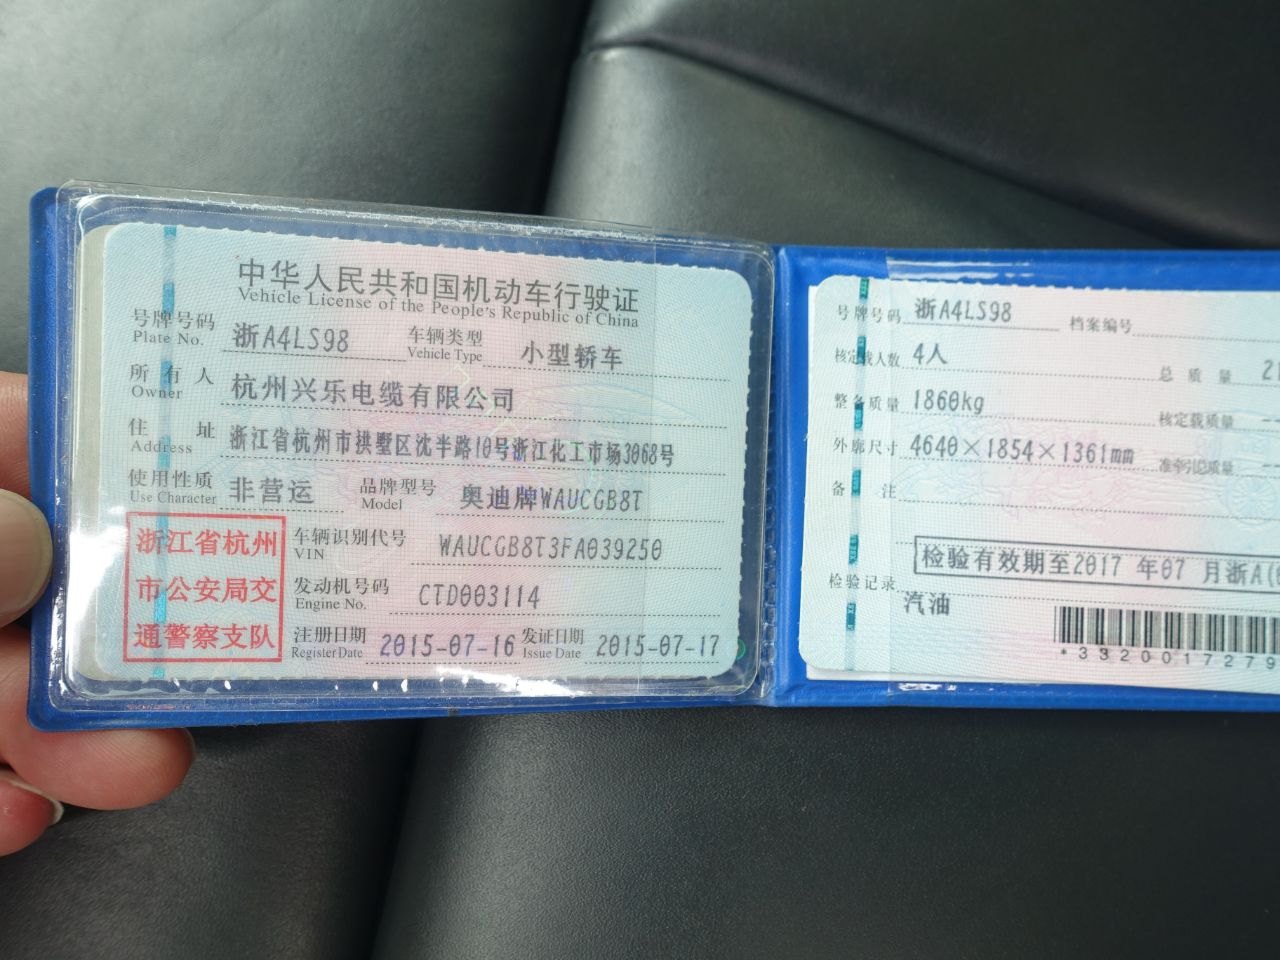 中华人民共和国机动车行驶证
Vehicle License of the People's Republic of China
号牌号码 浙A4LS98 车辆类型 小型轿车
Plate No. Vehicle Type
所有人 杭州兴乐电缆有限公司
Owner
住址 浙江省杭州市拱墅区沈半路10号浙江化工市场3068号
Address
使用性质 非营运 品牌型号 奥迪牌WAUCGB8T
Use Character Model
浙江省杭州
市公安局交
通警察支队
车辆识别代号 WAUCGB8T3FA039250
VIN
发动机号码 CTD003114
Engine No.
注册日期 2015-07-16 发证日期 2015-07-17
Register Date Issue Date
号牌号码 浙A4LS98 档案编号
核定载人数 4人 总质量 21
整备质量 1860kg 核定载质量 --
外廓尺寸 4640×1854×1361mm 准牵引总质量 --
备注
检验有效期至2017 年07 月浙A(
检验记录
汽油
*3320017279